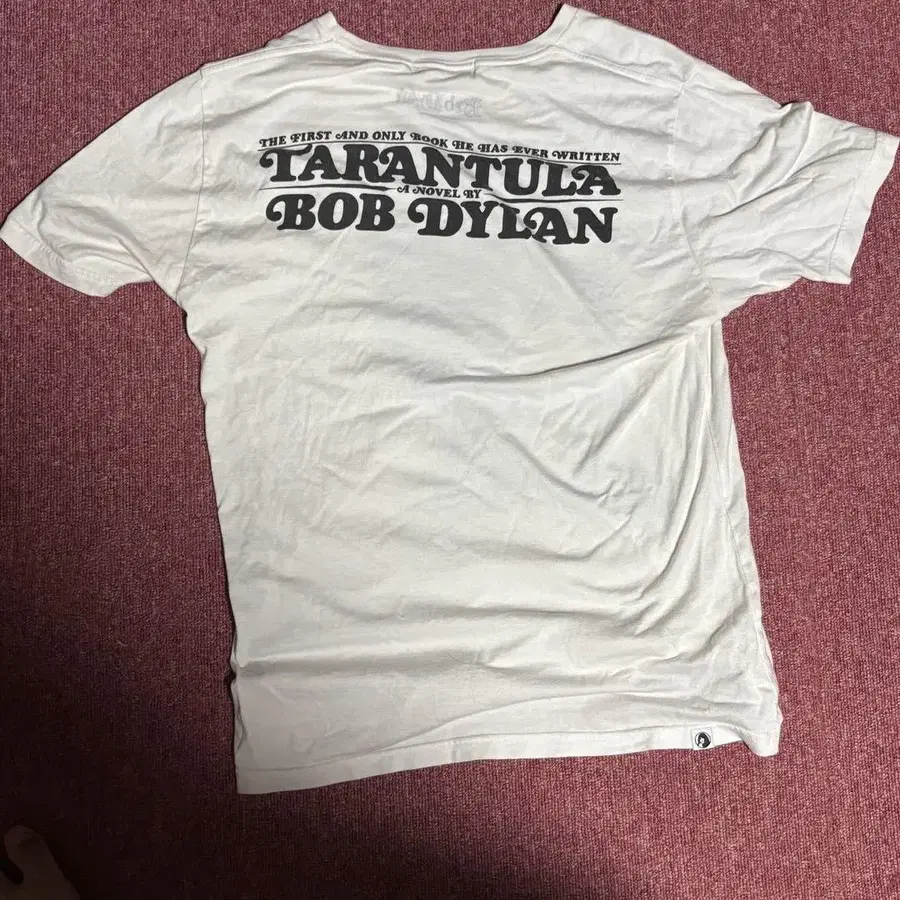 THE FIRST AND ONLY BOOK HE HAS EVER WRITTEN
TARANTULA
A NOVEL BY
BOB DYLAN